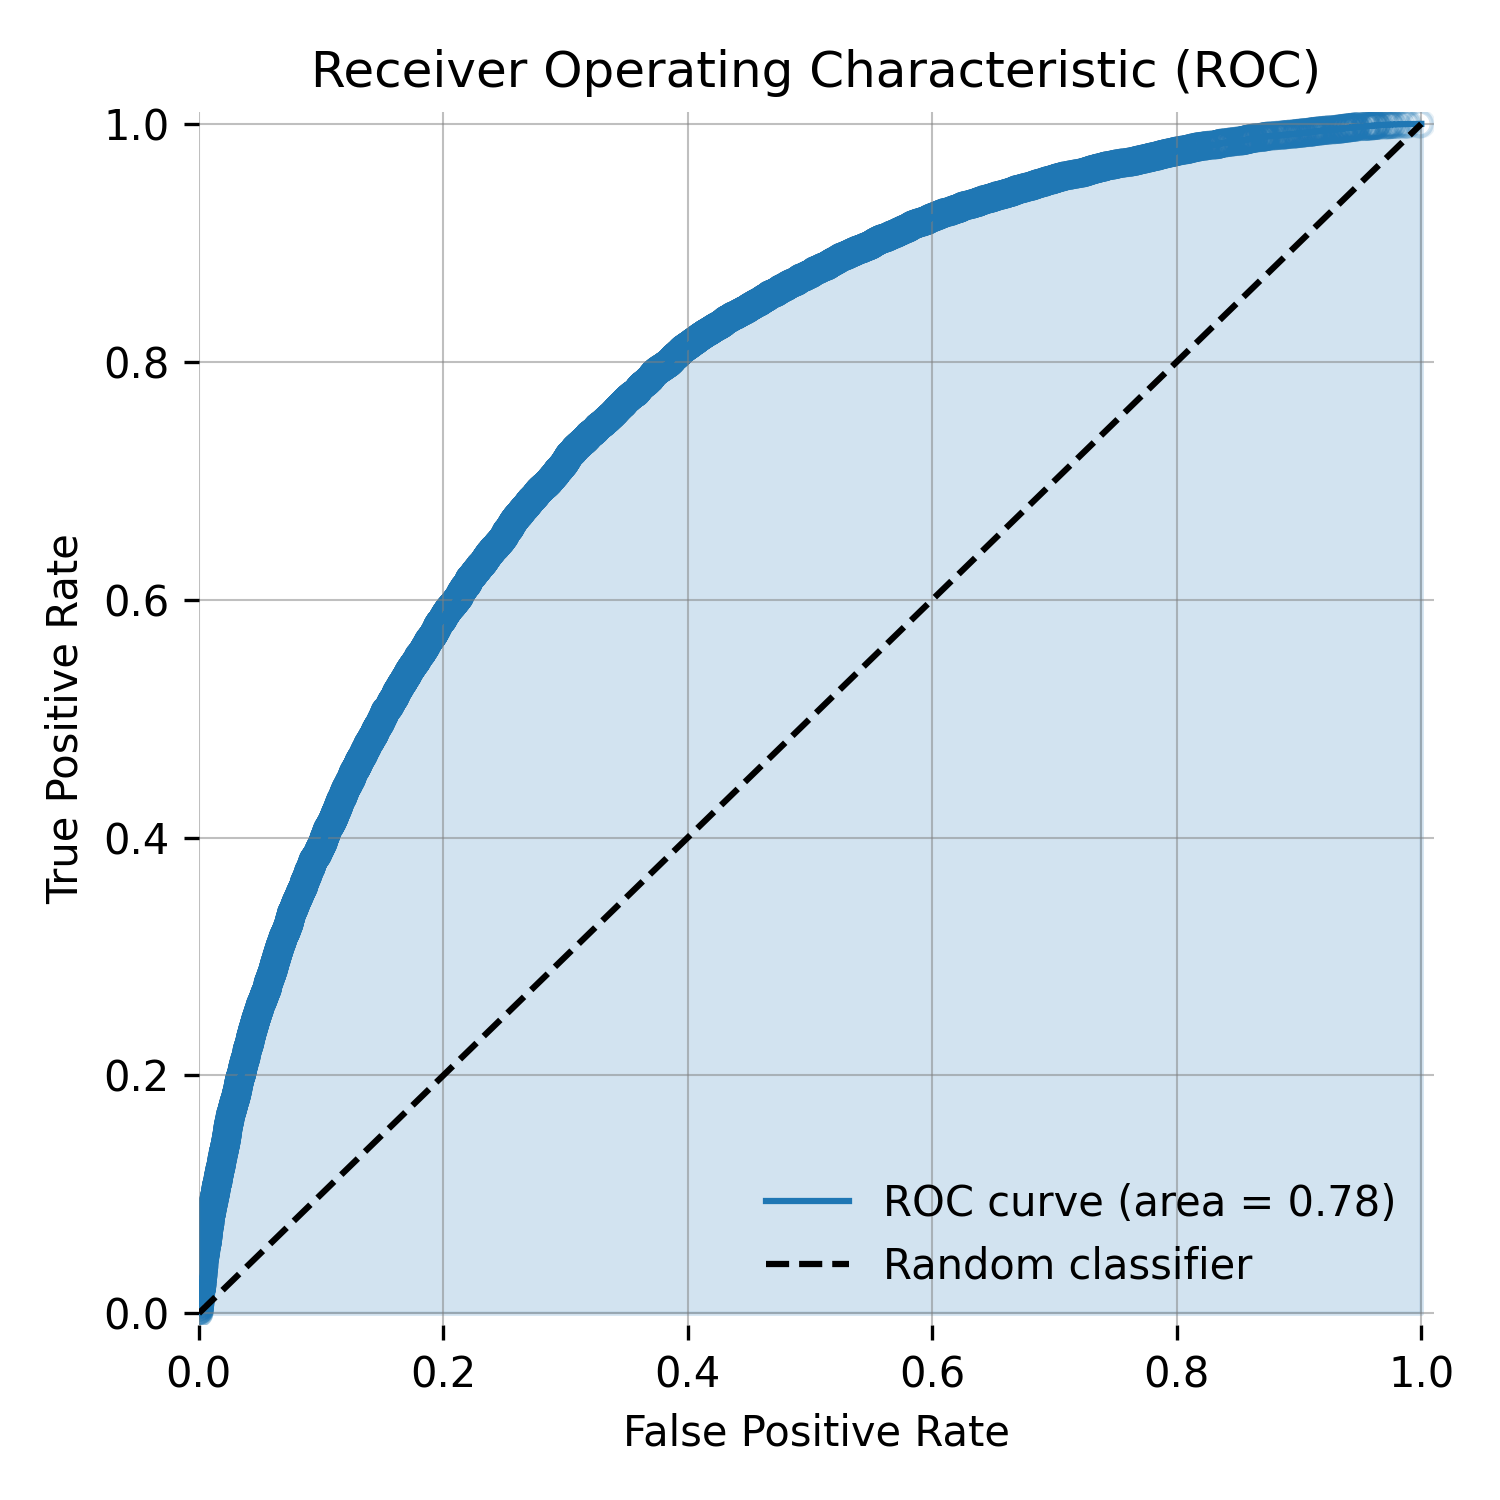 Receiver Operating Characteristic (ROC)
1.0
0.8
0.6
0.4
0.2
0.0
True Positive Rate
ROC curve (area = 0.78)
Random classifier
0.0 0.2 0.4 0.6 0.8 1.0
False Positive Rate